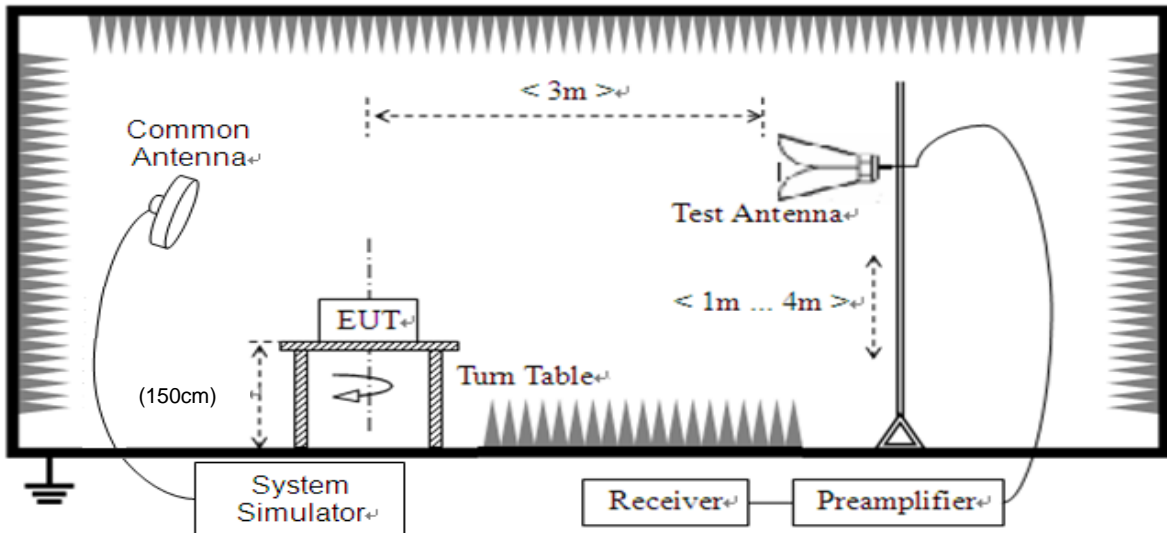 < 3m >↵
Common
Antenna↵
Test Antenna↵
< 1m ... 4m >↵
EUT↵
Turn Table↵
(150cm)
↵
System
Simulator↵
Receiver↵
Preamplifier↵